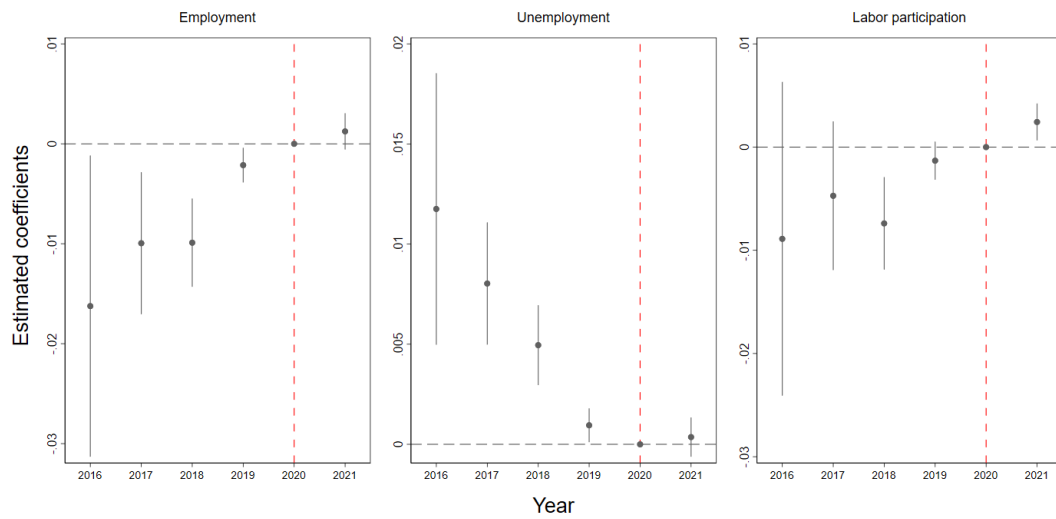 Employment
Unemployment
Labor participation
Estimated coefficients
.01
0
-.01
-.02
-.03
2016 2017 2018 2019 2020 2021
.02
.015
.01
.005
0
2016 2017 2018 2019 2020 2021
.01
0
-.01
-.02
-.03
2016 2017 2018 2019 2020 2021
Year